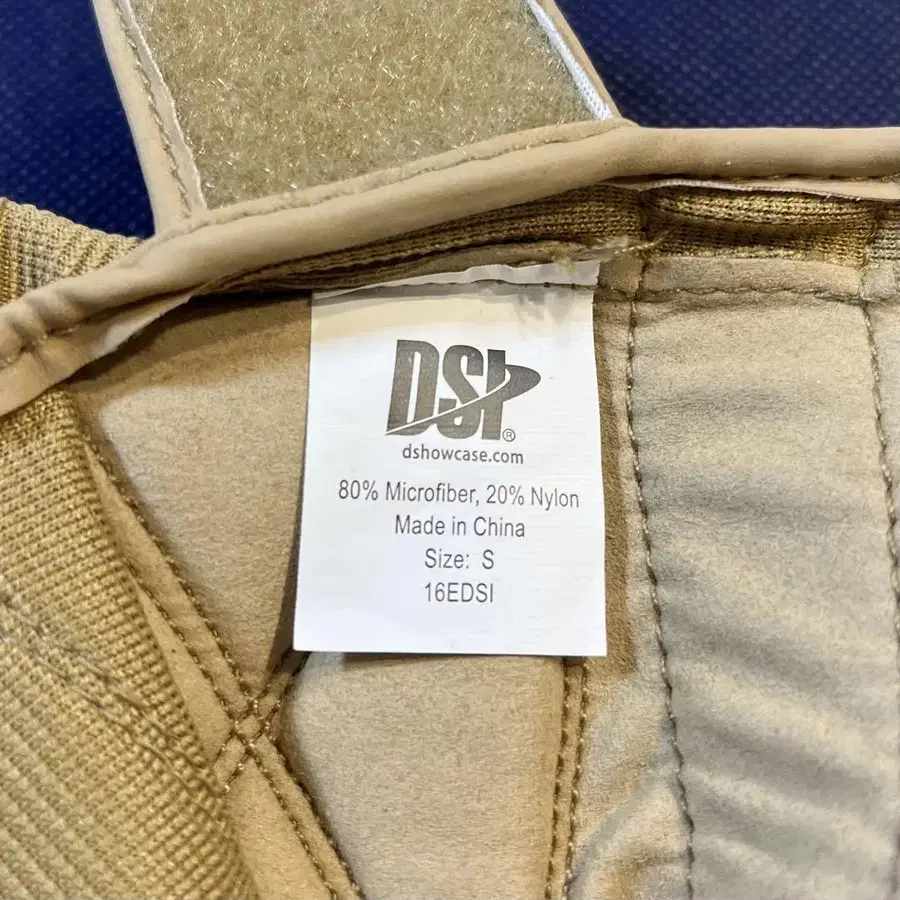 DSI®
dshowcase.com
80% Microfiber, 20% Nylon
Made in China
Size: S
16EDSI